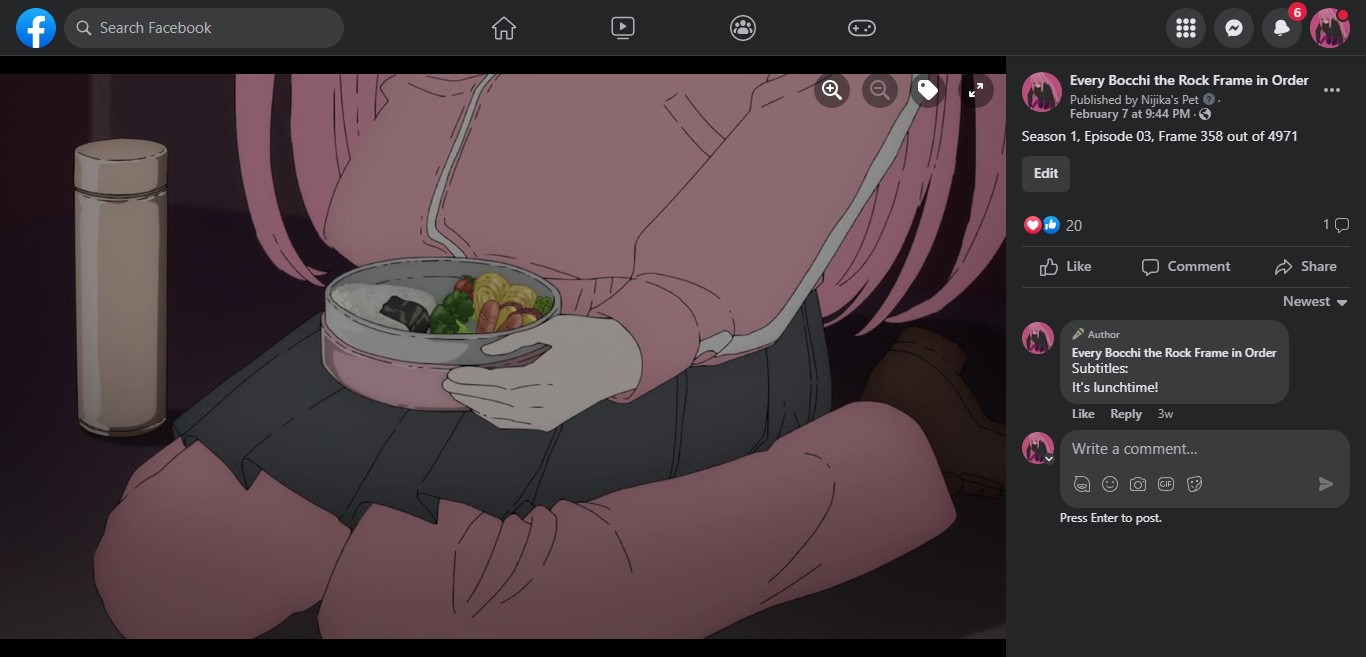 Search Facebook
6
Every Bocchi the Rock Frame in Order
Published by Nijika's Pet ·
February 7 at 9:44 PM ·
Season 1, Episode 03, Frame 358 out of 4971
Edit
20
1
Like Comment Share
Newest
Author
Every Bocchi the Rock Frame in Order
Subtitles:
It's lunchtime!
Like Reply 3w
Write a comment...
GIF
Press Enter to post.